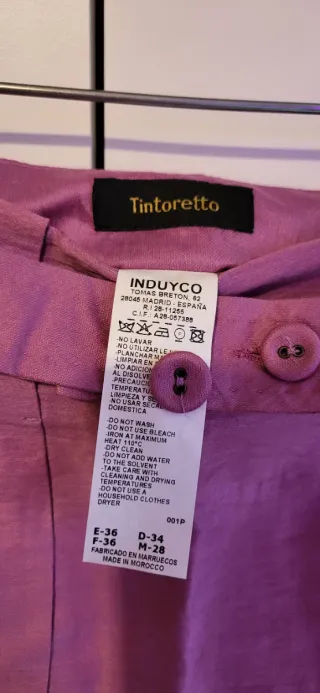 Tintoretto
INDUYCO
TOMAS BRETON, 62
28045 MADRID - ESPAÑA
R.I 28-11255
C.I.F.: A28-057388
-NO LAVAR
-NO UTILIZAR LE
-PLANCHAR M
-LIMPIAR EN
-NO ADICIO
AL DISOLVE
-PRECAUCI
TEMPERATU
LIMPIEZA Y SE
-NO USAR SECA
DOMESTICA
-DO NOT WASH
-DO NOT USE BLEACH
-IRON AT MAXIMUM
HEAT 110°C
-DRY CLEAN
-DO NOT ADD WATER
TO THE SOLVENT
-TAKE CARE WITH
CLEANING AND DRYING
TEMPERATURES
-DO NOT USE A
HOUSEHOLD CLOTHES
DRYER
001P
E-36 D-34
F-36 M-28
FABRICADO EN MARRUECOS
MADE IN MOROCCO